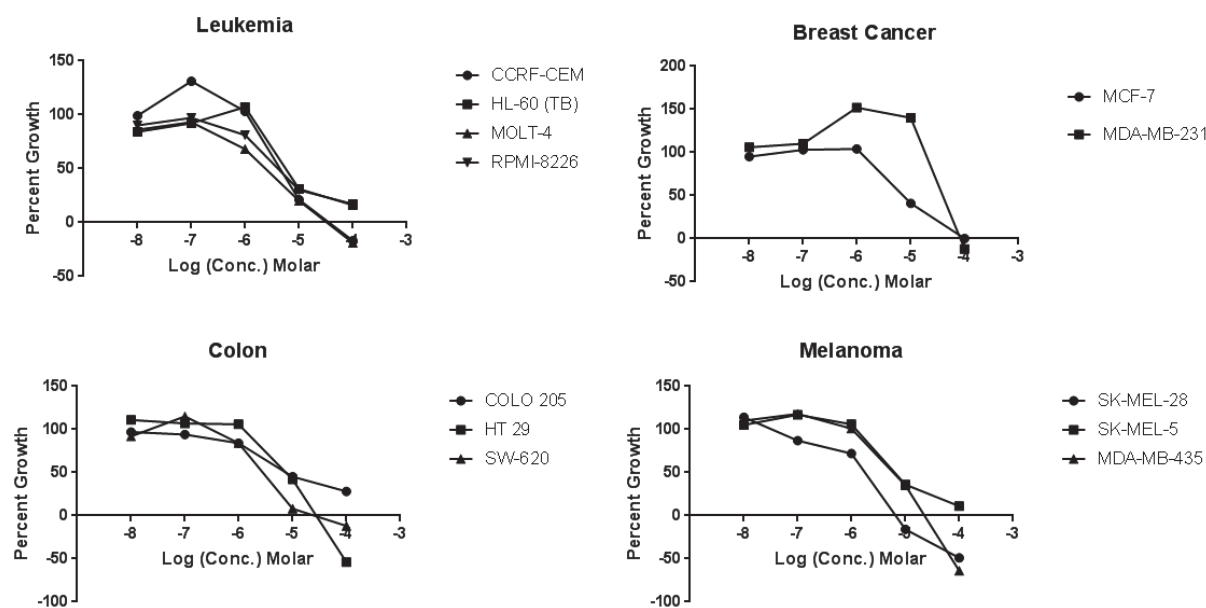 Leukemia
150
100
50
0
-50
Percent Growth
-8
-7
-6
-5
-4
-3
Log (Conc.) Molar
CCRF-CEM
HL-60 (TB)
MOLT-4
RPMI-8226
Breast Cancer
200
150
100
50
0
-50
Percent Growth
-8
-7
-6
-5
-4
-3
Log (Conc.) Molar
MCF-7
MDA-MB-231
Colon
150
100
50
0
-50
-100
Percent Growth
-8
-7
-6
-5
-4
-3
Log (Conc.) Molar
COLO 205
HT 29
SW-620
Melanoma
150
100
50
0
-50
-100
Percent Growth
-8
-7
-6
-5
-4
-3
Log (Conc.) Molar
SK-MEL-28
SK-MEL-5
MDA-MB-435